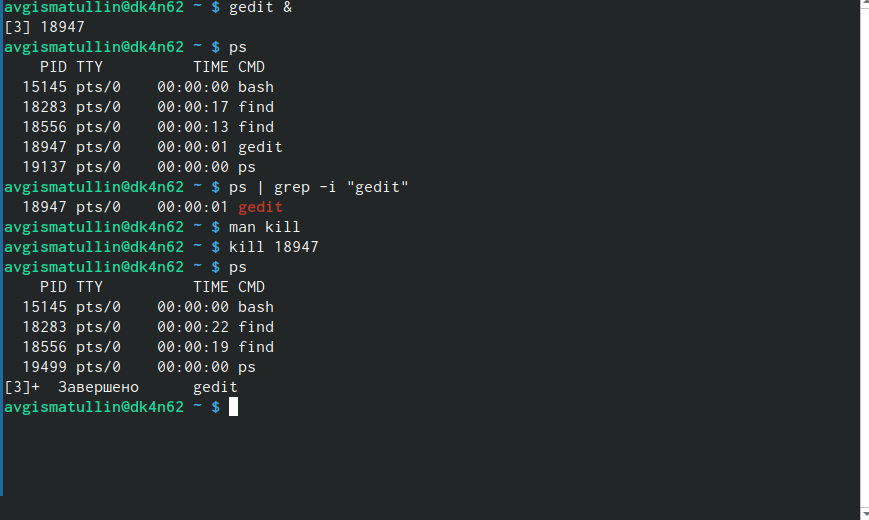 avgismatullin@dk4n62 ~ $ gedit &
[3] 18947
avgismatullin@dk4n62 ~ $ ps
    PID TTY          TIME CMD
  15145 pts/0    00:00:00 bash
  18283 pts/0    00:00:17 find
  18556 pts/0    00:00:13 find
  18947 pts/0    00:00:01 gedit
  19137 pts/0    00:00:00 ps
avgismatullin@dk4n62 ~ $ ps | grep -i "gedit"
  18947 pts/0    00:00:01 gedit
avgismatullin@dk4n62 ~ $ man kill
avgismatullin@dk4n62 ~ $ kill 18947
avgismatullin@dk4n62 ~ $ ps
    PID TTY          TIME CMD
  15145 pts/0    00:00:00 bash
  18283 pts/0    00:00:22 find
  18556 pts/0    00:00:19 find
  19499 pts/0    00:00:00 ps
[3]+  Завершено      gedit
avgismatullin@dk4n62 ~ $